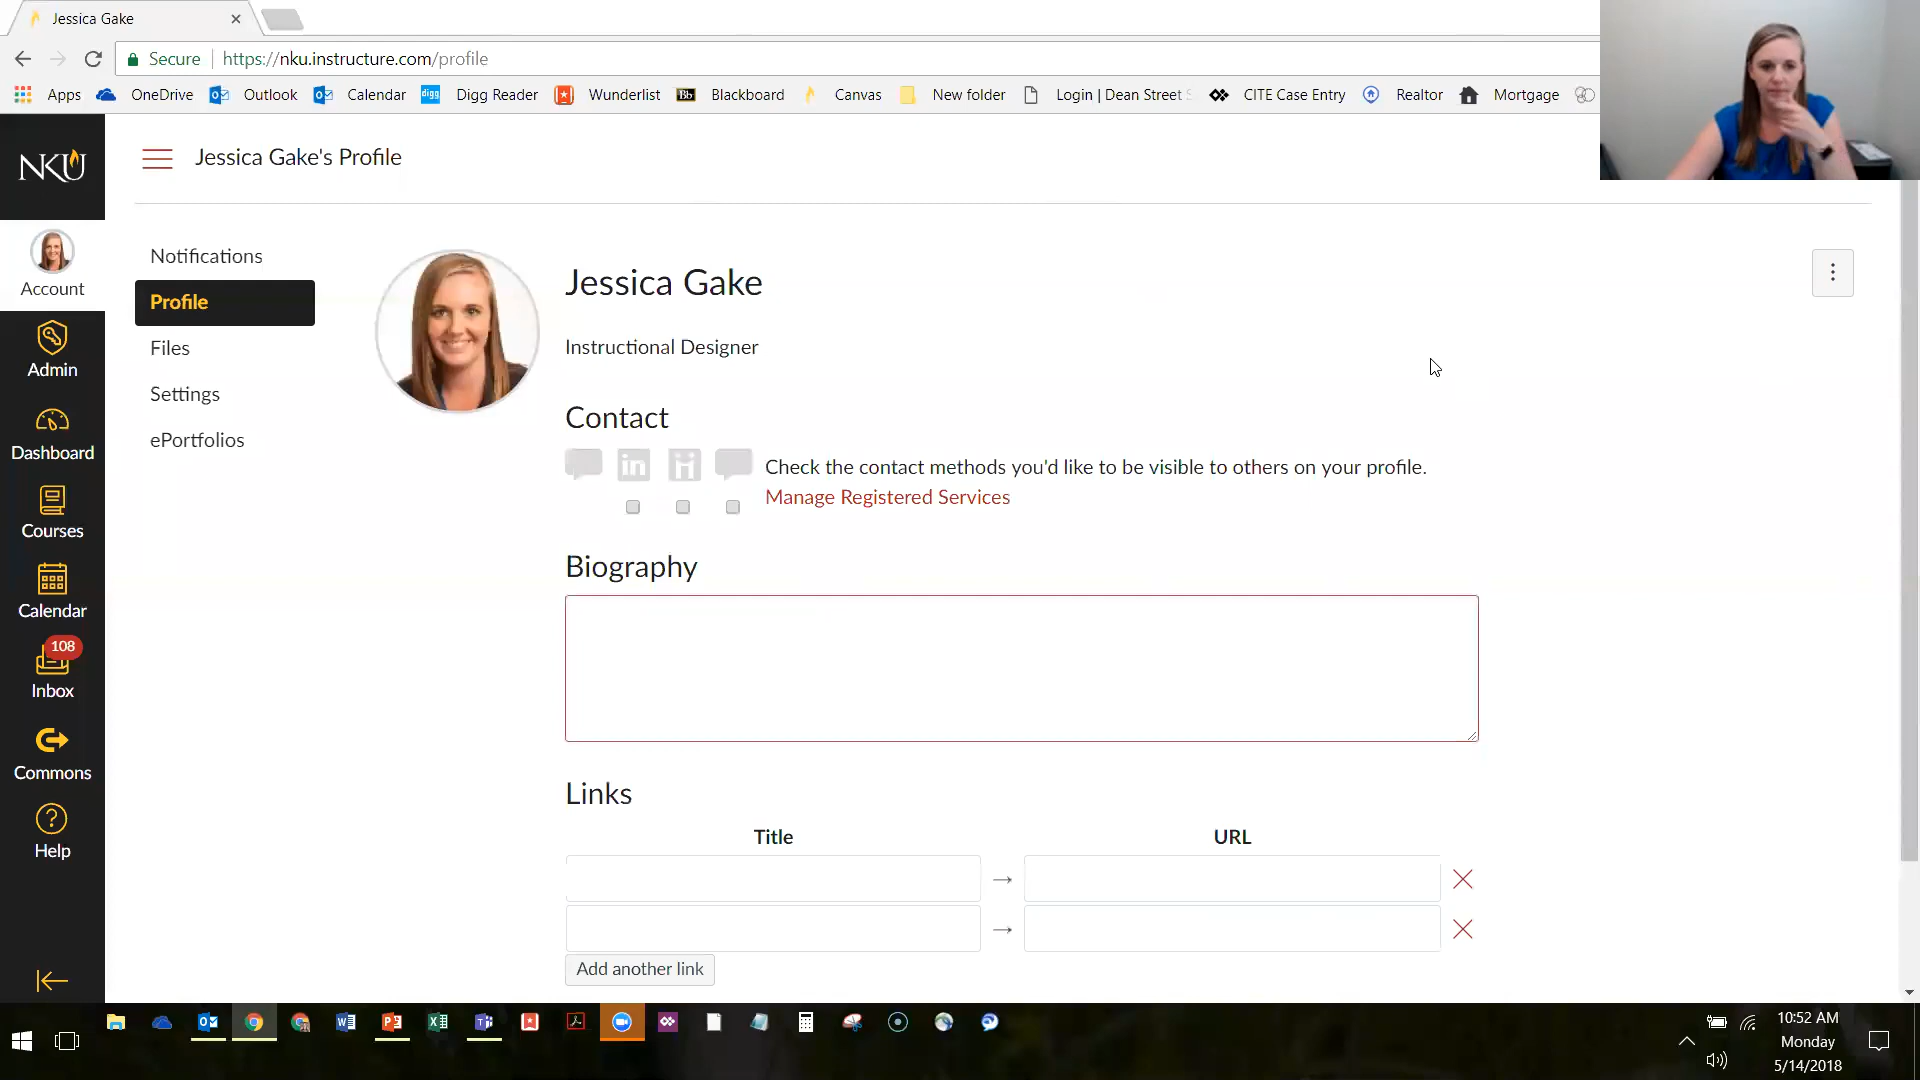 Jessica Gake
Secure https://nku.instructure.com/profile
Apps OneDrive Outlook Calendar digg Digg Reader Wunderlist Bb Blackboard Canvas New folder Login | Dean Street CITE Case Entry Realtor Mortgage
NKU
Jessica Gake's Profile
Account
Admin
Dashboard
Courses
Calendar
108
Inbox
Commons
Help
Notifications
Profile
Files
Settings
ePortfolios
Jessica Gake
Instructional Designer
Contact
in
Check the contact methods you'd like to be visible to others on your profile.
Manage Registered Services
Biography
Links
Title URL
Add another link
10:52 AM
Monday
5/14/2018